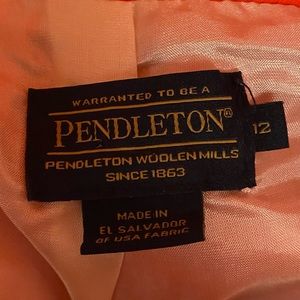 WARRANTED TO BE A
PENDLETON®
PENDLETON WOOLEN MILLS
SINCE 1863
12
MADE IN
EL SALVADOR
OF USA FABRIC